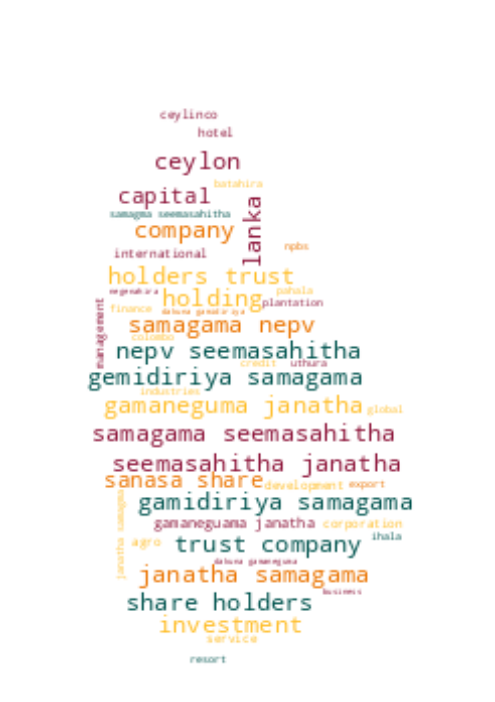 ceylinco
hotel
ceylon
batahira
capital
lanka
samagma seemasahitha
company
npbs
international
holders trust
negenahira
pahala
holding
plantation
management
finance
dakuna gamidiriya
samagama nepv
colombo
nepv seemasahitha
credit
uthura
gemidiriya samagama
industries
gamaneguma janatha
global
samagama seemasahitha
seemasahitha janatha
sanasa share
development
export
janatha samagma
gamidiriya samagama
gamaneguama janatha
corporation
agro
trust company
ihala
dakuna gamaneguma
janatha samagama
business
share holders
investment
service
resort